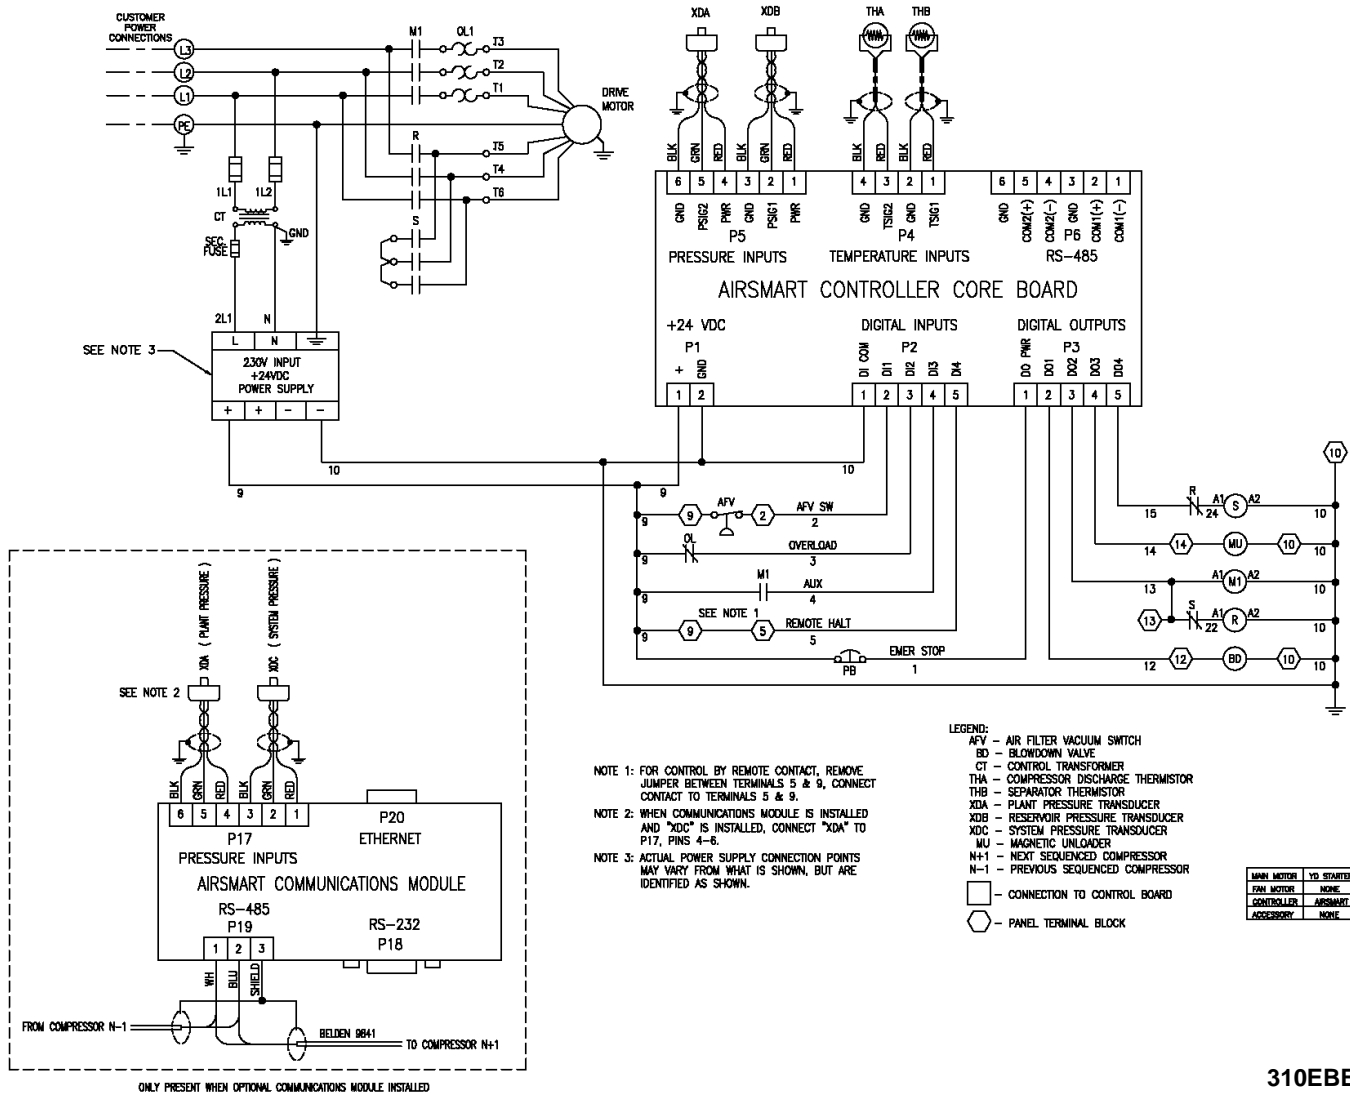 CUSTOMER
POWER
CONNECTIONS
L3
L2
L1
PE
M1
OL1
T3
T2
T1
DRIVE
MOTOR
R
T5
T4
T6
S
1L1
1L2
CT
GND
SEC.
FUSE
2L1
N
L
N
SEE NOTE 3
230V INPUT
+24VDC
POWER SUPPLY
+ + - -
9
10
XDA
XDB
THA
THB
BLK GRN RED BLK GRN RED
BLK RED BLK RED
6 5 4 3 2 1
4 3 2 1
6 5 4 3 2 1
GND PSIG2 PWR GND PSIG1 PWR
GND TSIG2 GND TSIG1
GND COM2(+) COM2(-) GND COM1(+) COM1(-)
P5
PRESSURE INPUTS
P4
TEMPERATURE INPUTS
P6
RS-485
AIRSMART CONTROLLER CORE BOARD
+24 VDC
P1
+ GND
1 2
DIGITAL INPUTS
P2
DI COM DI1 DI2 DI3 DI4
1 2 3 4 5
DIGITAL OUTPUTS
P3
DO PWR DO1 DO2 DO3 DO4
1 2 3 4 5
10
9
9 9 AFV 2 AFV SW
2
9 OL OVERLOAD
3
9 M1 AUX
4
SEE NOTE 1
9 9 5 REMOTE HALT
5
PB EMER STOP
1
10
15 R 24 A1 S A2 10
14 14 MU 10 10
13 A1 M1 A2 10
13 S 22 A1 R A2 10
12 12 BD 10 10
XDA ( PLANT PRESSURE )
XDC ( SYSTEM PRESSURE )
SEE NOTE 2
BLK GRN RED BLK GRN RED
6 5 4 3 2 1
P17
PRESSURE INPUTS
P20
ETHERNET
AIRSMART COMMUNICATIONS MODULE
RS-485
P19
RS-232
P18
1 2 3
WH BLU SHIELD
FROM COMPRESSOR N-1
BELDEN 9841
TO COMPRESSOR N+1
ONLY PRESENT WHEN OPTIONAL COMMUNICATIONS MODULE INSTALLED
NOTE 1: FOR CONTROL BY REMOTE CONTACT, REMOVE
JUMPER BETWEEN TERMINALS 5 & 9, CONNECT
CONTACT TO TERMINALS 5 & 9.
NOTE 2: WHEN COMMUNICATIONS MODULE IS INSTALLED
AND "XDC" IS INSTALLED, CONNECT "XDA" TO
P17, PINS 4-6.
NOTE 3: ACTUAL POWER SUPPLY CONNECTION POINTS
MAY VARY FROM WHAT IS SHOWN, BUT ARE
IDENTIFIED AS SHOWN.
LEGEND:
AFV - AIR FILTER VACUUM SWITCH
BD - BLOWDOWN VALVE
CT - CONTROL TRANSFORMER
THA - COMPRESSOR DISCHARGE THERMISTOR
THB - SEPARATOR THERMISTOR
XDA - PLANT PRESSURE TRANSDUCER
XDB - RESERVOIR PRESSURE TRANSDUCER
XDC - SYSTEM PRESSURE TRANSDUCER
MU - MAGNETIC UNLOADER
N+1 - NEXT SEQUENCED COMPRESSOR
N-1 - PREVIOUS SEQUENCED COMPRESSOR
- CONNECTION TO CONTROL BOARD
- PANEL TERMINAL BLOCK
MAIN MOTOR YD STARTER
FAN MOTOR NONE
CONTROLLER AIRSMART
ACCESSORY NONE
310EBE